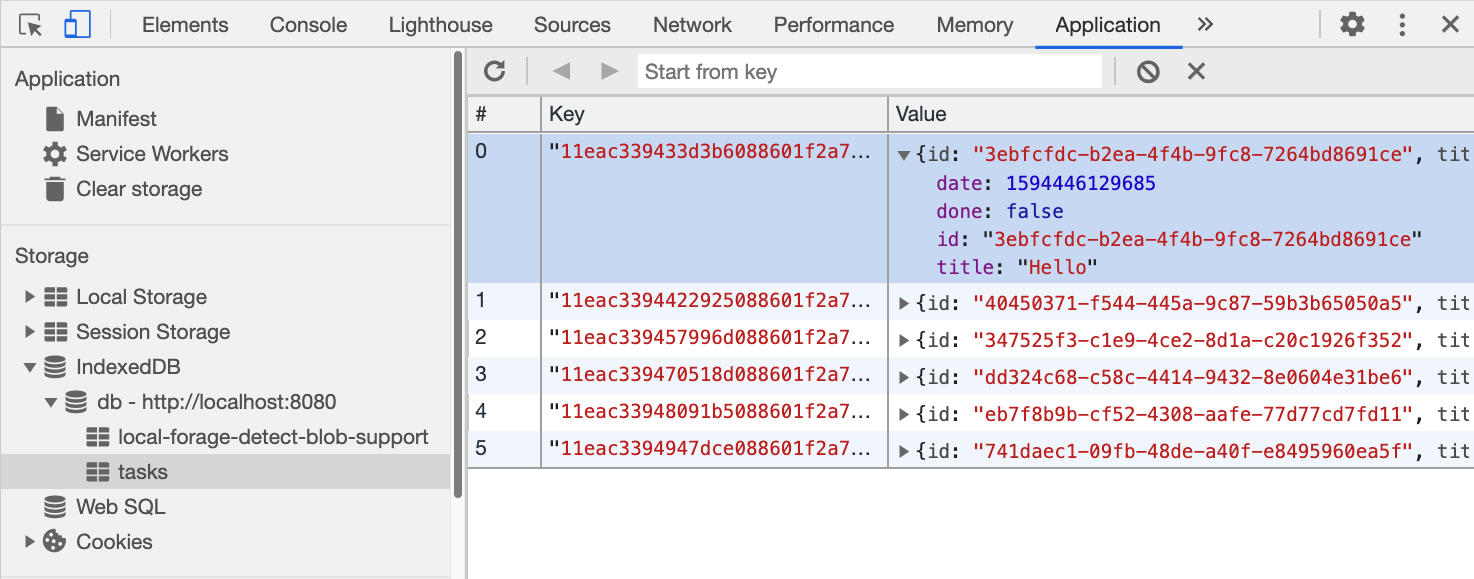 Elements Console Lighthouse Sources Network Performance Memory Application »
Application
Manifest
Service Workers
Clear storage
Storage
Local Storage
Session Storage
IndexedDB
db - http://localhost:8080
local-forage-detect-blob-support
tasks
Web SQL
Cookies
Start from key
# Key Value
0 "11eac339433d3b6088601f2a7... {id: "3ebfcfdc-b2ea-4f4b-9fc8-7264bd8691ce", tit
date: 1594446129685
done: false
id: "3ebfcfdc-b2ea-4f4b-9fc8-7264bd8691ce"
title: "Hello"
1 "11eac3394422925088601f2a7... {id: "40450371-f544-445a-9c87-59b3b65050a5", tit
2 "11eac339457996d088601f2a7... {id: "347525f3-c1e9-4ce2-8d1a-c20c1926f352", tit
3 "11eac339470518d088601f2a7... {id: "dd324c68-c58c-4414-9432-8e0604e31be6", tit
4 "11eac33948091b5088601f2a7... {id: "eb7f8b9b-cf52-4308-aafe-77d77cd7fd11", tit
5 "11eac3394947dce088601f2a7... {id: "741daec1-09fb-48de-a40f-e8495960ea5f", tit